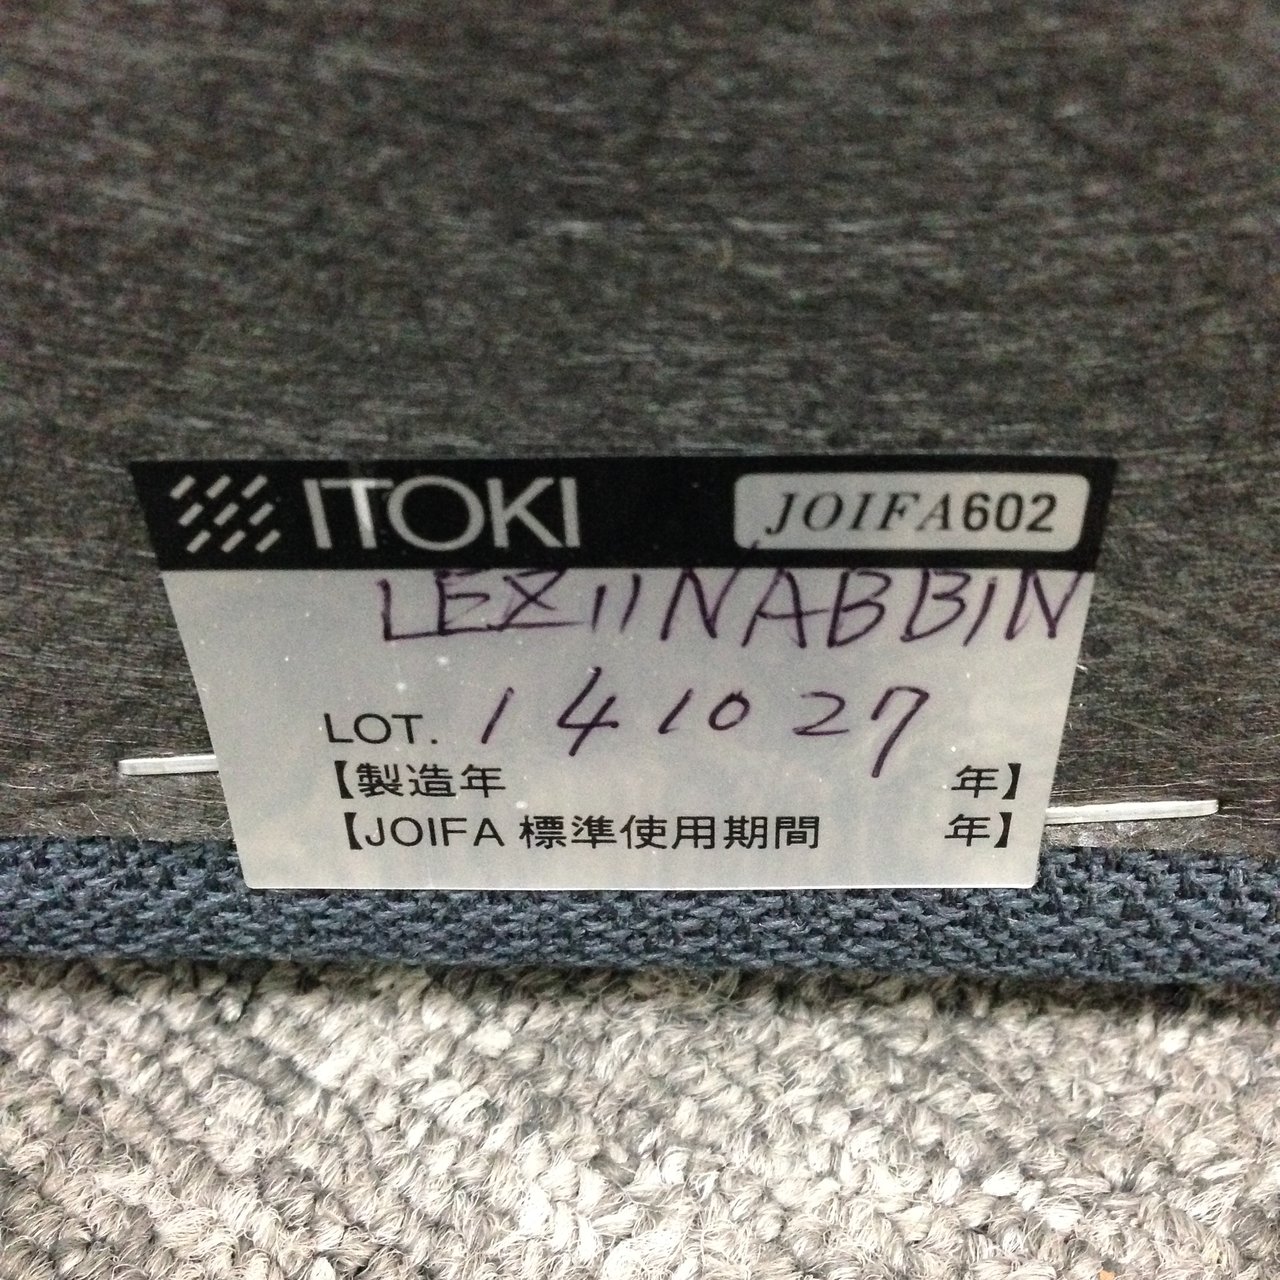 ITOKI JOIFA602
LEZ11NABBIN
LOT. 141027
【製造年 年】
【JOIFA 標準使用期間 年】